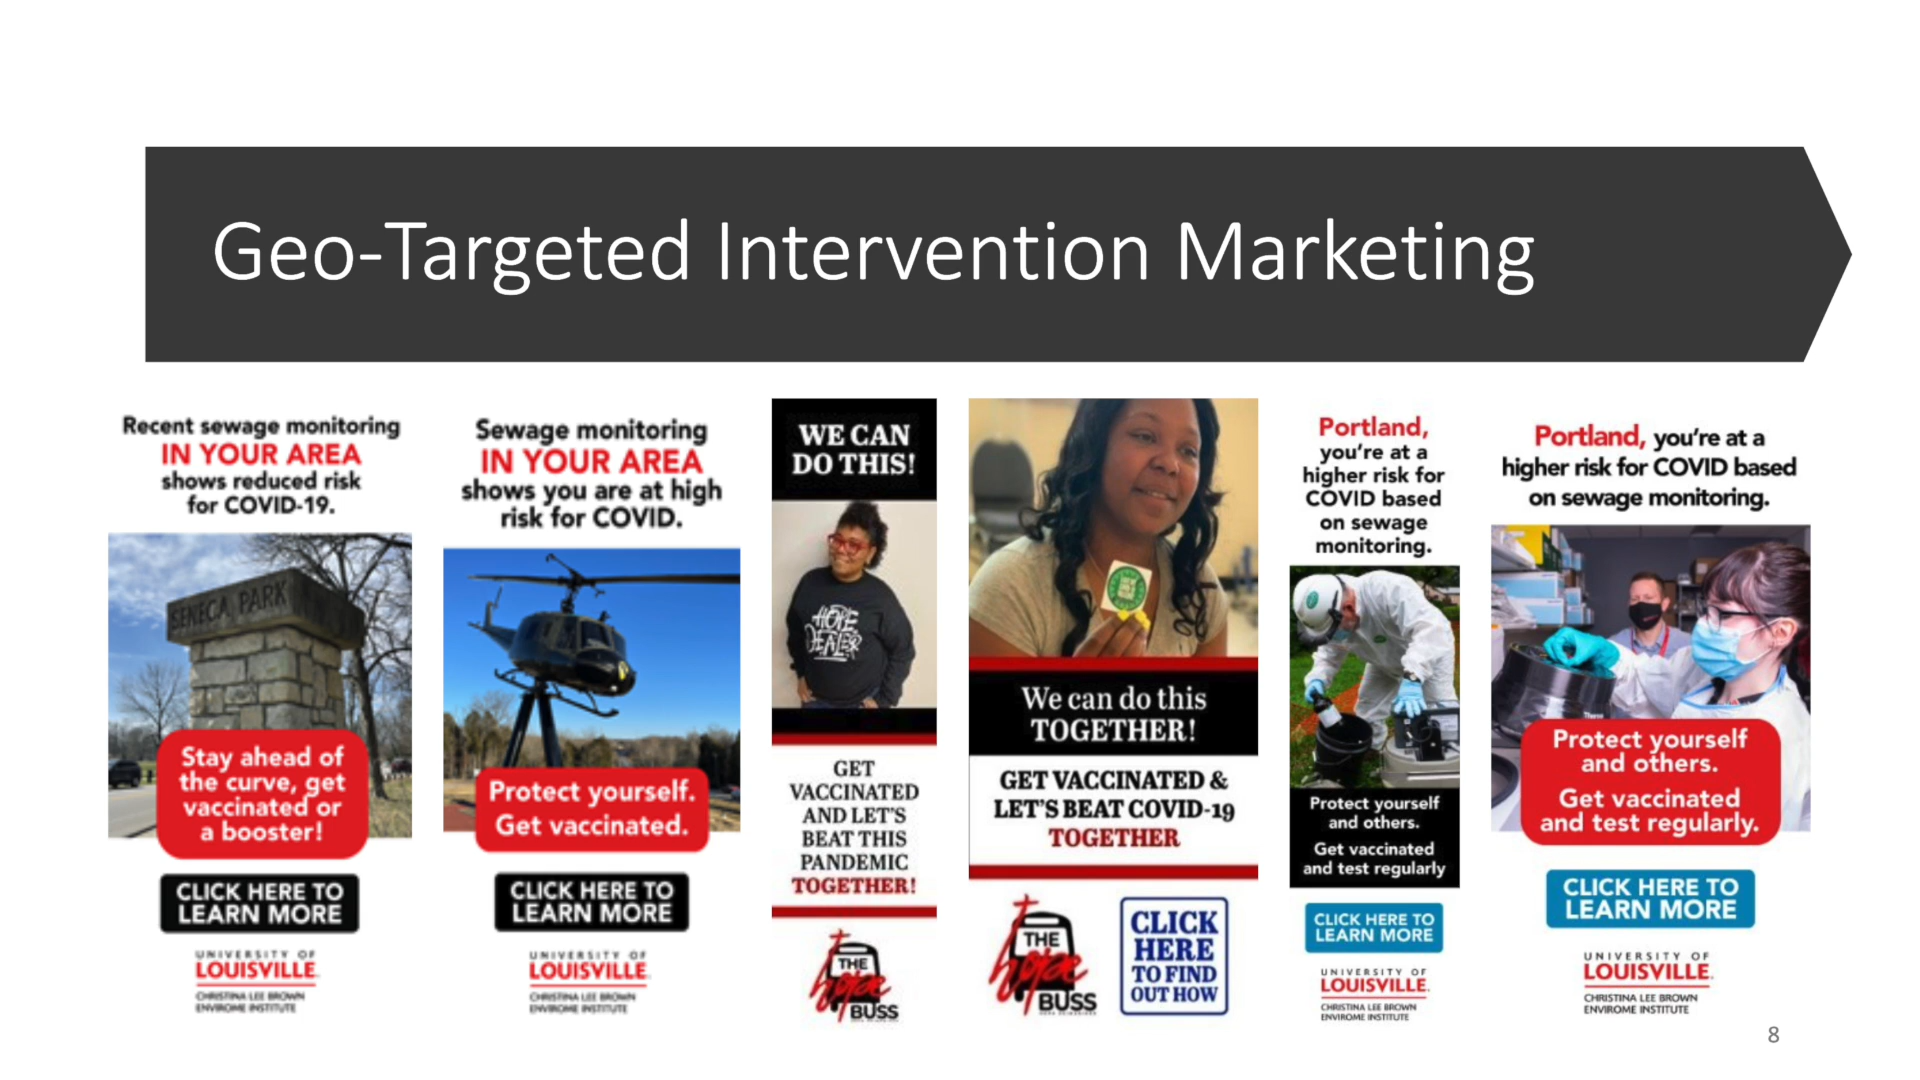 Geo-Targeted Intervention Marketing
Recent sewage monitoring
IN YOUR AREA
shows reduced risk
for COVID-19.
SENECA PARK
Stay ahead of
the curve, get
vaccinated or
a booster!
CLICK HERE TO
LEARN MORE
UNIVERSITY OF
LOUISVILLE
CHRISTINA LEE BROWN
ENVIROME INSTITUTE
Sewage monitoring
IN YOUR AREA
shows you are at high
risk for COVID.
Protect yourself.
Get vaccinated.
CLICK HERE TO
LEARN MORE
UNIVERSITY OF
LOUISVILLE
CHRISTINA LEE BROWN
ENVIROME INSTITUTE
WE CAN
DO THIS!
HOPE
DEALER
GET
VACCINATED
AND LET'S
BEAT THIS
PANDEMIC
TOGETHER!
THE
hope
BUSS
We can do this
TOGETHER!
GET VACCINATED &
LET'S BEAT COVID-19
TOGETHER
THE
hope
BUSS
CLICK
HERE
TO FIND
OUT HOW
Portland,
you're at a
higher risk for
COVID based
on sewage
monitoring.
Protect yourself
and others.
Get vaccinated
and test regularly
CLICK HERE TO
LEARN MORE
UNIVERSITY OF
LOUISVILLE.
CHRISTINA LEE BROWN
ENVIROME INSTITUTE
Portland, you're at a
higher risk for COVID based
on sewage monitoring.
Protect yourself
and others.
Get vaccinated
and test regularly.
CLICK HERE TO
LEARN MORE
UNIVERSITY OF
LOUISVILLE.
CHRISTINA LEE BROWN
ENVIROME INSTITUTE
8